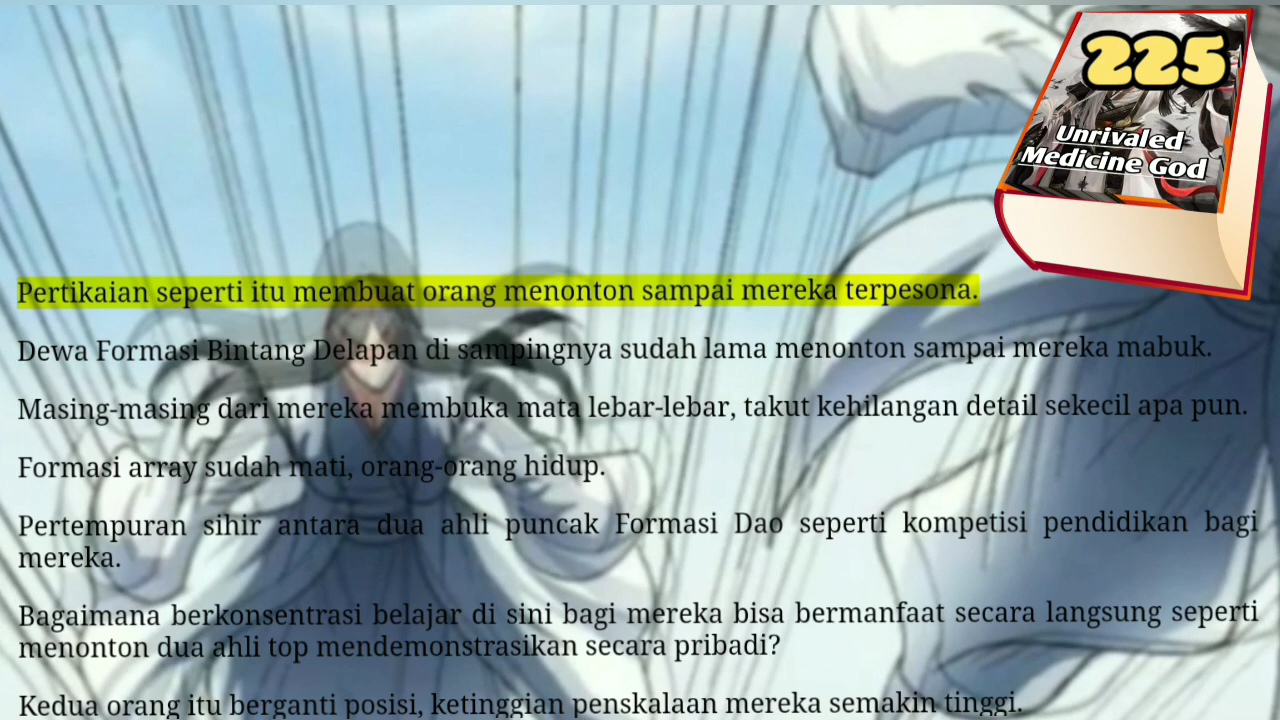 225
Unrivaled
Medicine God
Pertikaian seperti itu membuat orang menonton sampai mereka terpesona.
Dewa Formasi Bintang Delapan di sampingnya sudah lama menonton sampai mereka mabuk.
Masing-masing dari mereka membuka mata lebar-lebar, takut kehilangan detail sekecil apa pun.
Formasi array sudah mati, orang-orang hidup.
Pertempuran sihir antara dua ahli puncak Formasi Dao seperti kompetisi pendidikan bagi
mereka.
Bagaimana berkonsentrasi belajar di sini bagi mereka bisa bermanfaat secara langsung seperti
menonton dua ahli top mendemonstrasikan secara pribadi?
Kedua orang itu berganti posisi, ketinggian penskalaan mereka semakin tinggi.